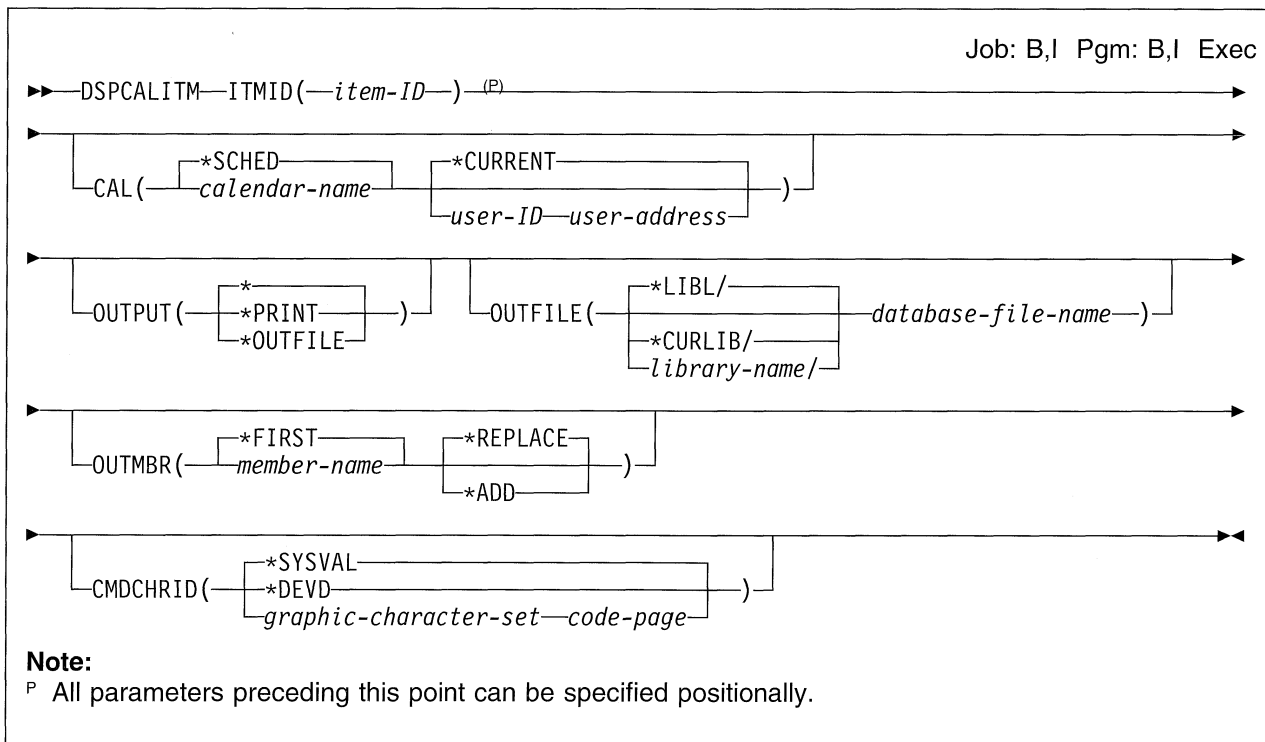 Job: B,I Pgm: B,I Exec
DSPCALITM ITMID( item-ID ) (P)
*SCHED *CURRENT
CAL( calendar-name )
user-ID user-address
* *LIBL/
OUTPUT( *PRINT ) OUTFILE( database-file-name )
*OUTFILE *CURLIB/
library-name/
*FIRST *REPLACE
OUTMBR( member-name )
*ADD
*SYSVAL
CMDCHRID( *DEVD )
graphic-character-set code-page
Note:
P All parameters preceding this point can be specified positionally.